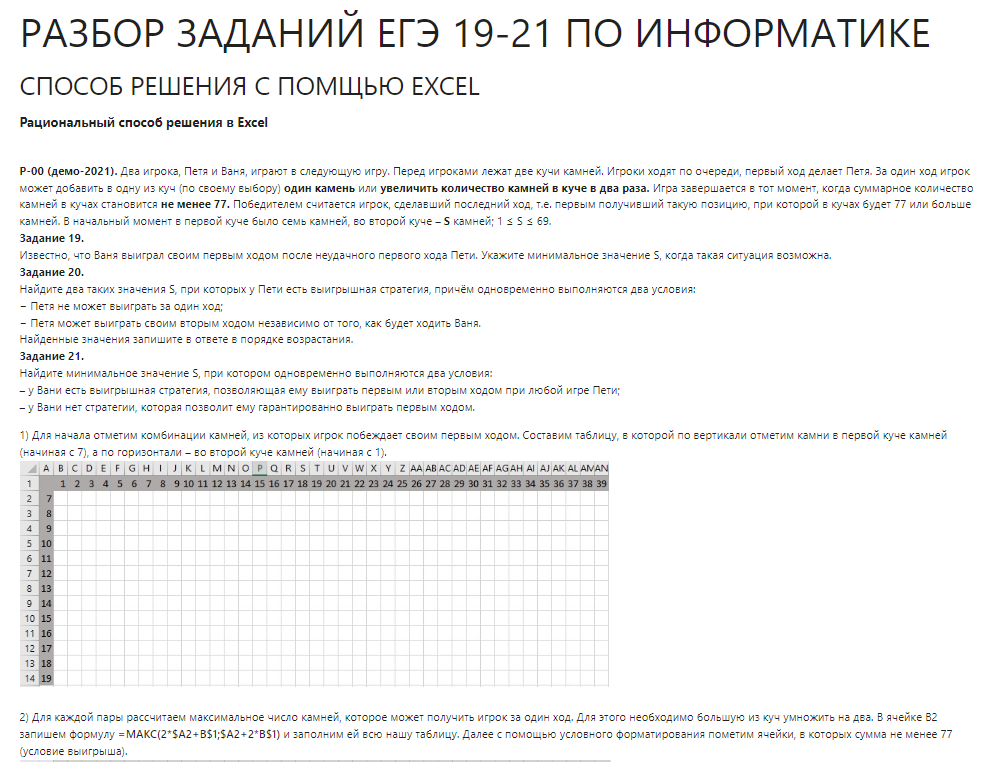 РАЗБОР ЗАДАНИЙ ЕГЭ 19-21 ПО ИНФОРМАТИКЕ
СПОСОБ РЕШЕНИЯ С ПОМЩЬЮ EXCEL
Рациональный способ решения в Excel
Р-00 (демо-2021). Два игрока, Петя и Ваня, играют в следующую игру. Перед игроками лежат две кучи камней. Игроки ходят по очереди, первый ход делает Петя. За один ход игрок
может добавить в одну из куч (по своему выбору) один камень или увеличить количество камней в куче в два раза. Игра завершается в тот момент, когда суммарное количество
камней в кучах становится не менее 77. Победителем считается игрок, сделавший последний ход, т.е. первым получивший такую позицию, при которой в кучах будет 77 или больше
камней. В начальный момент в первой куче было семь камней, во второй куче – S камней; 1 ≤ S ≤ 69.
Задание 19.
Известно, что Ваня выиграл своим первым ходом после неудачного первого хода Пети. Укажите минимальное значение S, когда такая ситуация возможна.
Задание 20.
Найдите два таких значения S, при которых у Пети есть выигрышная стратегия, причём одновременно выполняются два условия:
– Петя не может выиграть за один ход;
– Петя может выиграть своим вторым ходом независимо от того, как будет ходить Ваня.
Найденные значения запишите в ответе в порядке возрастания.
Задание 21.
Найдите минимальное значение S, при котором одновременно выполняются два условия:
– у Вани есть выигрышная стратегия, позволяющая ему выиграть первым или вторым ходом при любой игре Пети;
– у Вани нет стратегии, которая позволит ему гарантированно выиграть первым ходом.
1) Для начала отметим комбинации камней, из которых игрок побеждает своим первым ходом. Составим таблицу, в которой по вертикали отметим камни в первой куче камней
(начиная с 7), а по горизонтали – во второй куче камней (начиная с 1).
A B C D E F G H I J K L M N O P Q R S T U V W X Y Z AA AB AC AD AE AF AG AH AI AJ AK AL AM AN
1 1 2 3 4 5 6 7 8 9 10 11 12 13 14 15 16 17 18 19 20 21 22 23 24 25 26 27 28 29 30 31 32 33 34 35 36 37 38 39
2 7
3 8
4 9
5 10
6 11
7 12
8 13
9 14
10 15
11 16
12 17
13 18
14 19
2) Для каждой пары рассчитаем максимальное число камней, которое может получить игрок за один ход. Для этого необходимо большую из куч умножить на два. В ячейке B2
запишем формулу =МАКС(2*$A2+B$1;$A2+2*B$1) и заполним ей всю нашу таблицу. Далее с помощью условного форматирования пометим ячейки, в которых сумма не менее 77
(условие выигрыша).